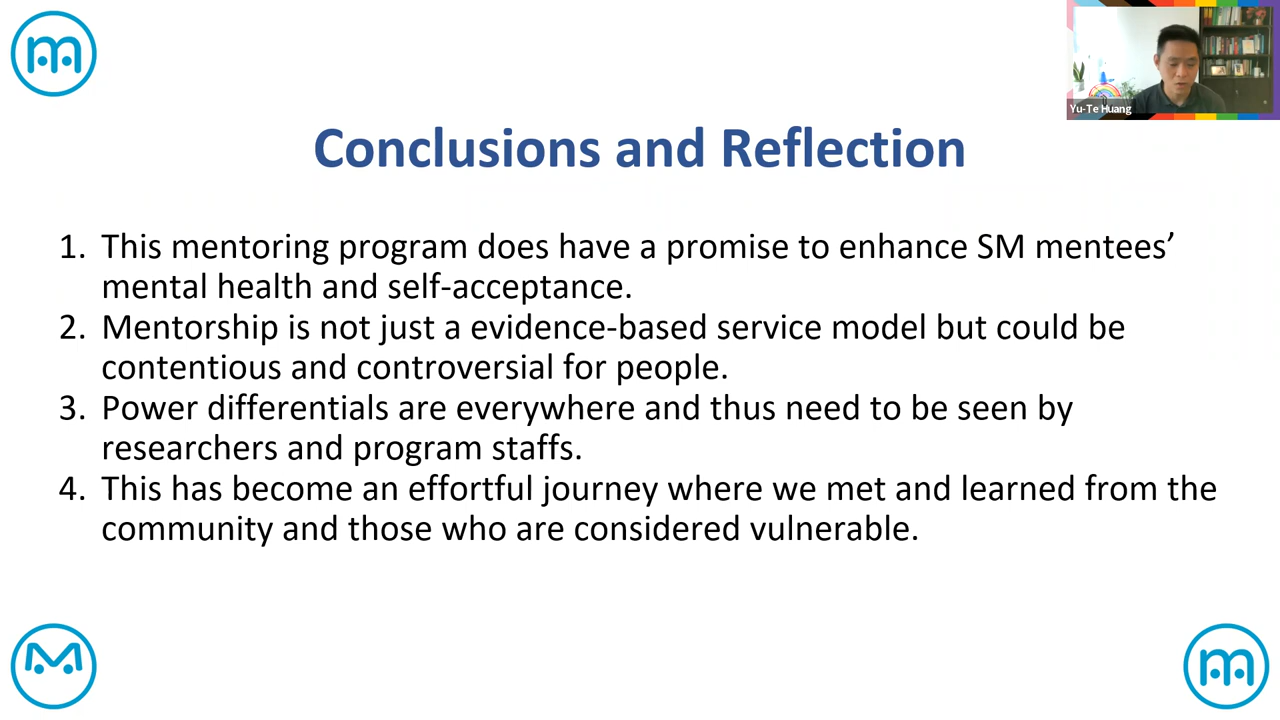 Yu-Te Huang
Conclusions and Reflection
1. This mentoring program does have a promise to enhance SM mentees’
mental health and self-acceptance.
2. Mentorship is not just a evidence-based service model but could be
contentious and controversial for people.
3. Power differentials are everywhere and thus need to be seen by
researchers and program staffs.
4. This has become an effortful journey where we met and learned from the
community and those who are considered vulnerable.